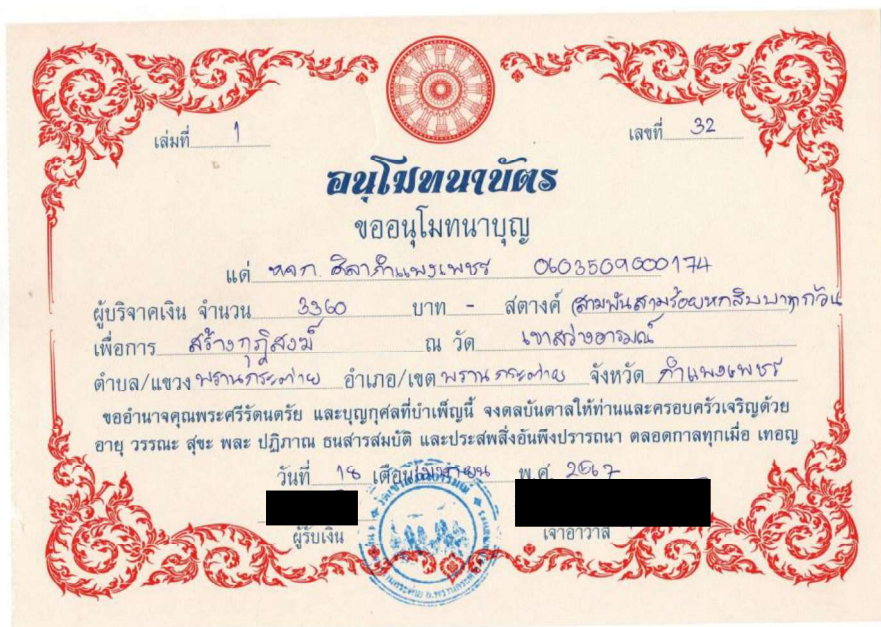 เล่มที่ 1 เลขที่ 32
อนุโมทนาบัตร
ขออนุโมทนาบุญ
แด่ หจก. ศิลากำแพงเพชร 0603509000174
ผู้บริจาคเงิน จำนวน 3360 บาท - สตางค์ (สามพันสามร้อยหกสิบบาทถ้วน
เพื่อการ สร้างกุฏิสงฆ์ ณ วัด เขาสว่างอารมณ์
ตำบล/แขวง พรานกระต่าย อำเภอ/เขต พรานกระต่าย จังหวัด กำแพงเพชร
ขออำนาจคุณพระศรีรัตนตรัย และบุญกุศลที่บำเพ็ญนี้ จงดลบันดาลให้ท่านและครอบครัวเจริญด้วย
อายุ วรรณะ สุขะ พละ ปฏิภาณ ธนสารสมบัติ และประสพสิ่งอันพึงปรารถนา ตลอดกาลทุกเมื่อ เทอญ
วันที่ 18 เดือน เมษายน พ.ศ. 2567
ผู้รับเงิน เจ้าอาวาส